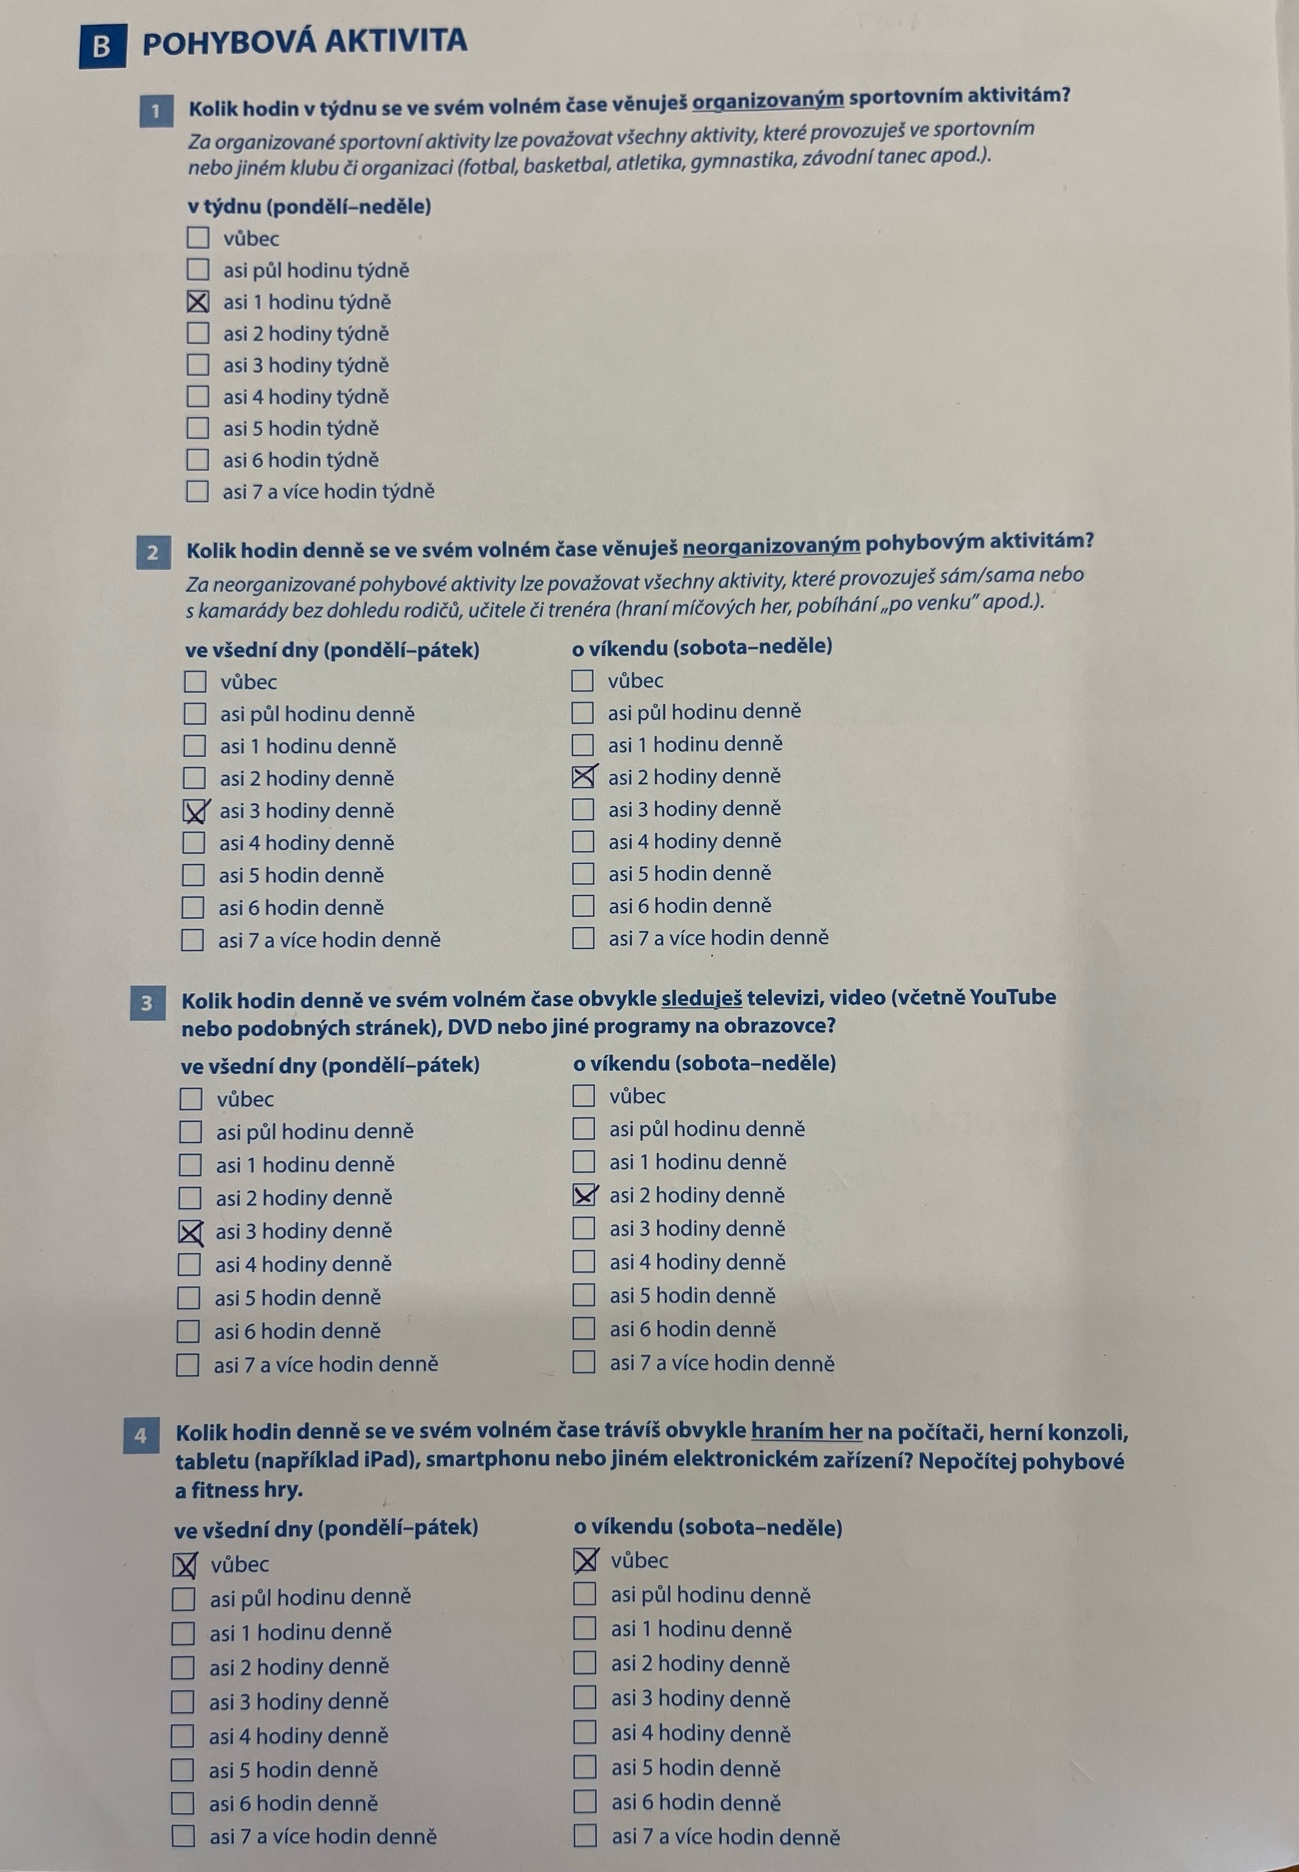 B POHYBOVÁ AKTIVITA
1 Kolik hodin v týdnu se ve svém volném čase věnuješ organizovaným sportovním aktivitám?
Za organizované sportovní aktivity lze považovat všechny aktivity, které provozuješ ve sportovním
nebo jiném klubu či organizaci (fotbal, basketbal, atletika, gymnastika, závodní tanec apod.).
v týdnu (pondělí–neděle)
☐ vůbec
☐ asi půl hodinu týdně
☒ asi 1 hodinu týdně
☐ asi 2 hodiny týdně
☐ asi 3 hodiny týdně
☐ asi 4 hodiny týdně
☐ asi 5 hodin týdně
☐ asi 6 hodin týdně
☐ asi 7 a více hodin týdně
2 Kolik hodin denně se ve svém volném čase věnuješ neorganizovaným pohybovým aktivitám?
Za neorganizované pohybové aktivity lze považovat všechny aktivity, které provozuješ sám/sama nebo
s kamarády bez dohledu rodičů, učitele či trenéra (hraní míčových her, pobíhání „po venku" apod.).
ve všední dny (pondělí–pátek)
☐ vůbec
☐ asi půl hodinu denně
☐ asi 1 hodinu denně
☐ asi 2 hodiny denně
☒ asi 3 hodiny denně
☐ asi 4 hodiny denně
☐ asi 5 hodin denně
☐ asi 6 hodin denně
☐ asi 7 a více hodin denně
o víkendu (sobota–neděle)
☐ vůbec
☐ asi půl hodinu denně
☐ asi 1 hodinu denně
☒ asi 2 hodiny denně
☐ asi 3 hodiny denně
☐ asi 4 hodiny denně
☐ asi 5 hodin denně
☐ asi 6 hodin denně
☐ asi 7 a více hodin denně
3 Kolik hodin denně ve svém volném čase obvykle sleduješ televizi, video (včetně YouTube
nebo podobných stránek), DVD nebo jiné programy na obrazovce?
ve všední dny (pondělí–pátek)
☐ vůbec
☐ asi půl hodinu denně
☐ asi 1 hodinu denně
☐ asi 2 hodiny denně
☒ asi 3 hodiny denně
☐ asi 4 hodiny denně
☐ asi 5 hodin denně
☐ asi 6 hodin denně
☐ asi 7 a více hodin denně
o víkendu (sobota–neděle)
☐ vůbec
☐ asi půl hodinu denně
☐ asi 1 hodinu denně
☒ asi 2 hodiny denně
☐ asi 3 hodiny denně
☐ asi 4 hodiny denně
☐ asi 5 hodin denně
☐ asi 6 hodin denně
☐ asi 7 a více hodin denně
4 Kolik hodin denně se ve svém volném čase trávíš obvykle hraním her na počítači, herní konzoli,
tabletu (například iPad), smartphonu nebo jiném elektronickém zařízení? Nepočítej pohybové
a fitness hry.
ve všední dny (pondělí–pátek)
☒ vůbec
☐ asi půl hodinu denně
☐ asi 1 hodinu denně
☐ asi 2 hodiny denně
☐ asi 3 hodiny denně
☐ asi 4 hodiny denně
☐ asi 5 hodin denně
☐ asi 6 hodin denně
☐ asi 7 a více hodin denně
o víkendu (sobota–neděle)
☒ vůbec
☐ asi půl hodinu denně
☐ asi 1 hodinu denně
☐ asi 2 hodiny denně
☐ asi 3 hodiny denně
☐ asi 4 hodiny denně
☐ asi 5 hodin denně
☐ asi 6 hodin denně
☐ asi 7 a více hodin denně